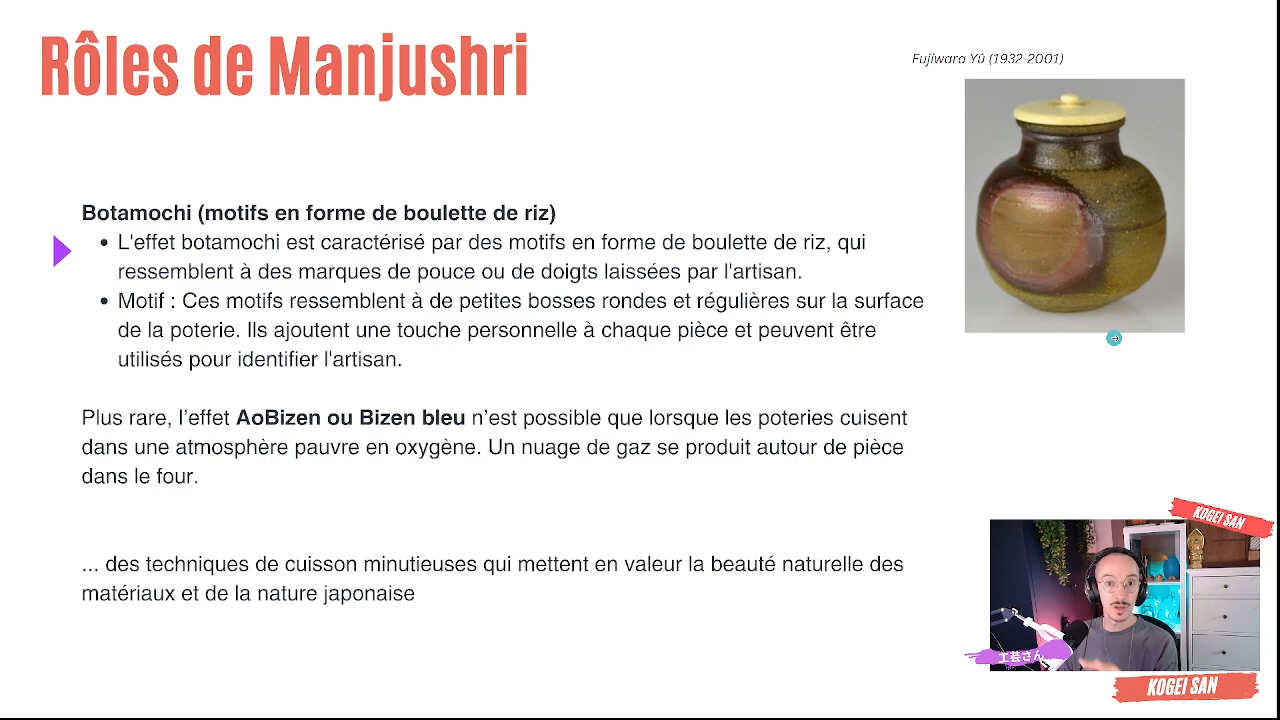 Rôles de Manjushri
Fujiwara Yû (1932-2001)
Botamochi (motifs en forme de boulette de riz)
• L'effet botamochi est caractérisé par des motifs en forme de boulette de riz, qui
ressemblent à des marques de pouce ou de doigts laissées par l'artisan.
• Motif : Ces motifs ressemblent à de petites bosses rondes et régulières sur la surface
de la poterie. Ils ajoutent une touche personnelle à chaque pièce et peuvent être
utilisés pour identifier l'artisan.
Plus rare, l’effet AoBizen ou Bizen bleu n’est possible que lorsque les poteries cuisent
dans une atmosphère pauvre en oxygène. Un nuage de gaz se produit autour de pièce
dans le four.
... des techniques de cuisson minutieuses qui mettent en valeur la beauté naturelle des
matériaux et de la nature japonaise
KOGEI SAN
工芸さん
KOGEI SAN